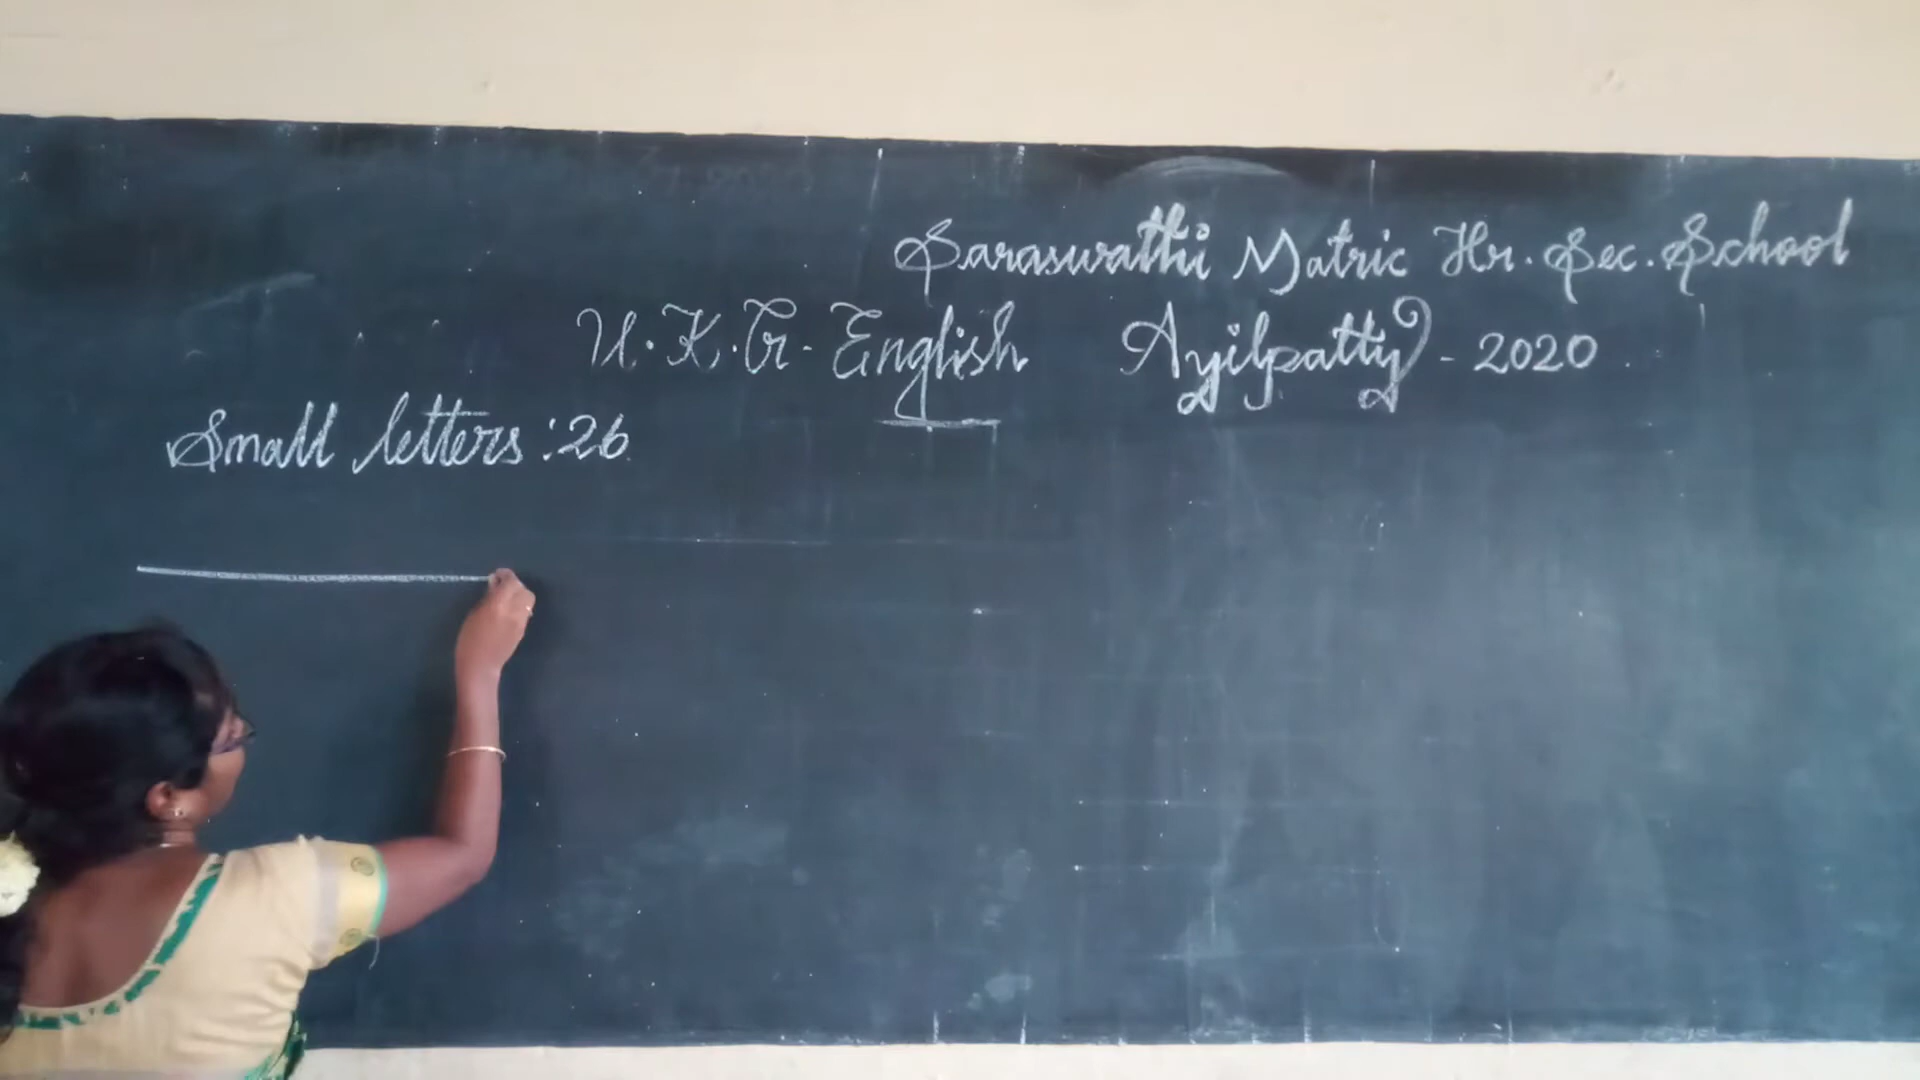 Saraswathi Matric Hr. Sec. School
U.K.G - English Ayilpatty - 2020
Small letters : 26